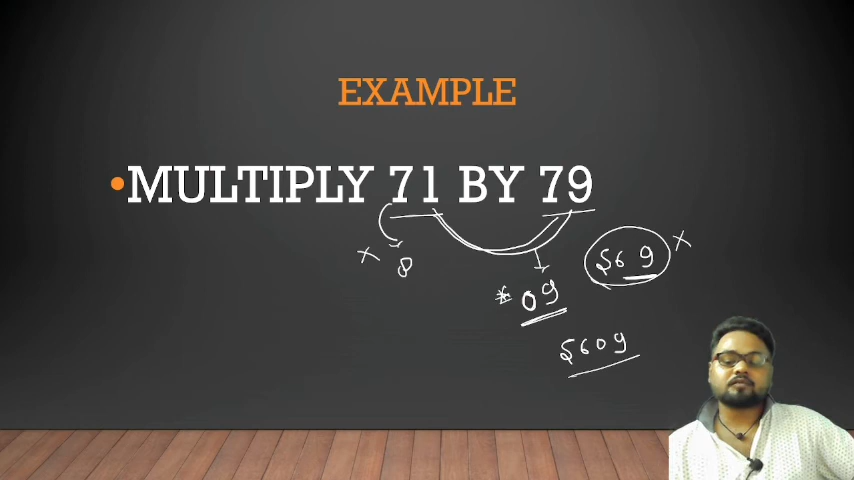 EXAMPLE
•MULTIPLY 71 BY 79
X 8
569 X
* 09
5609